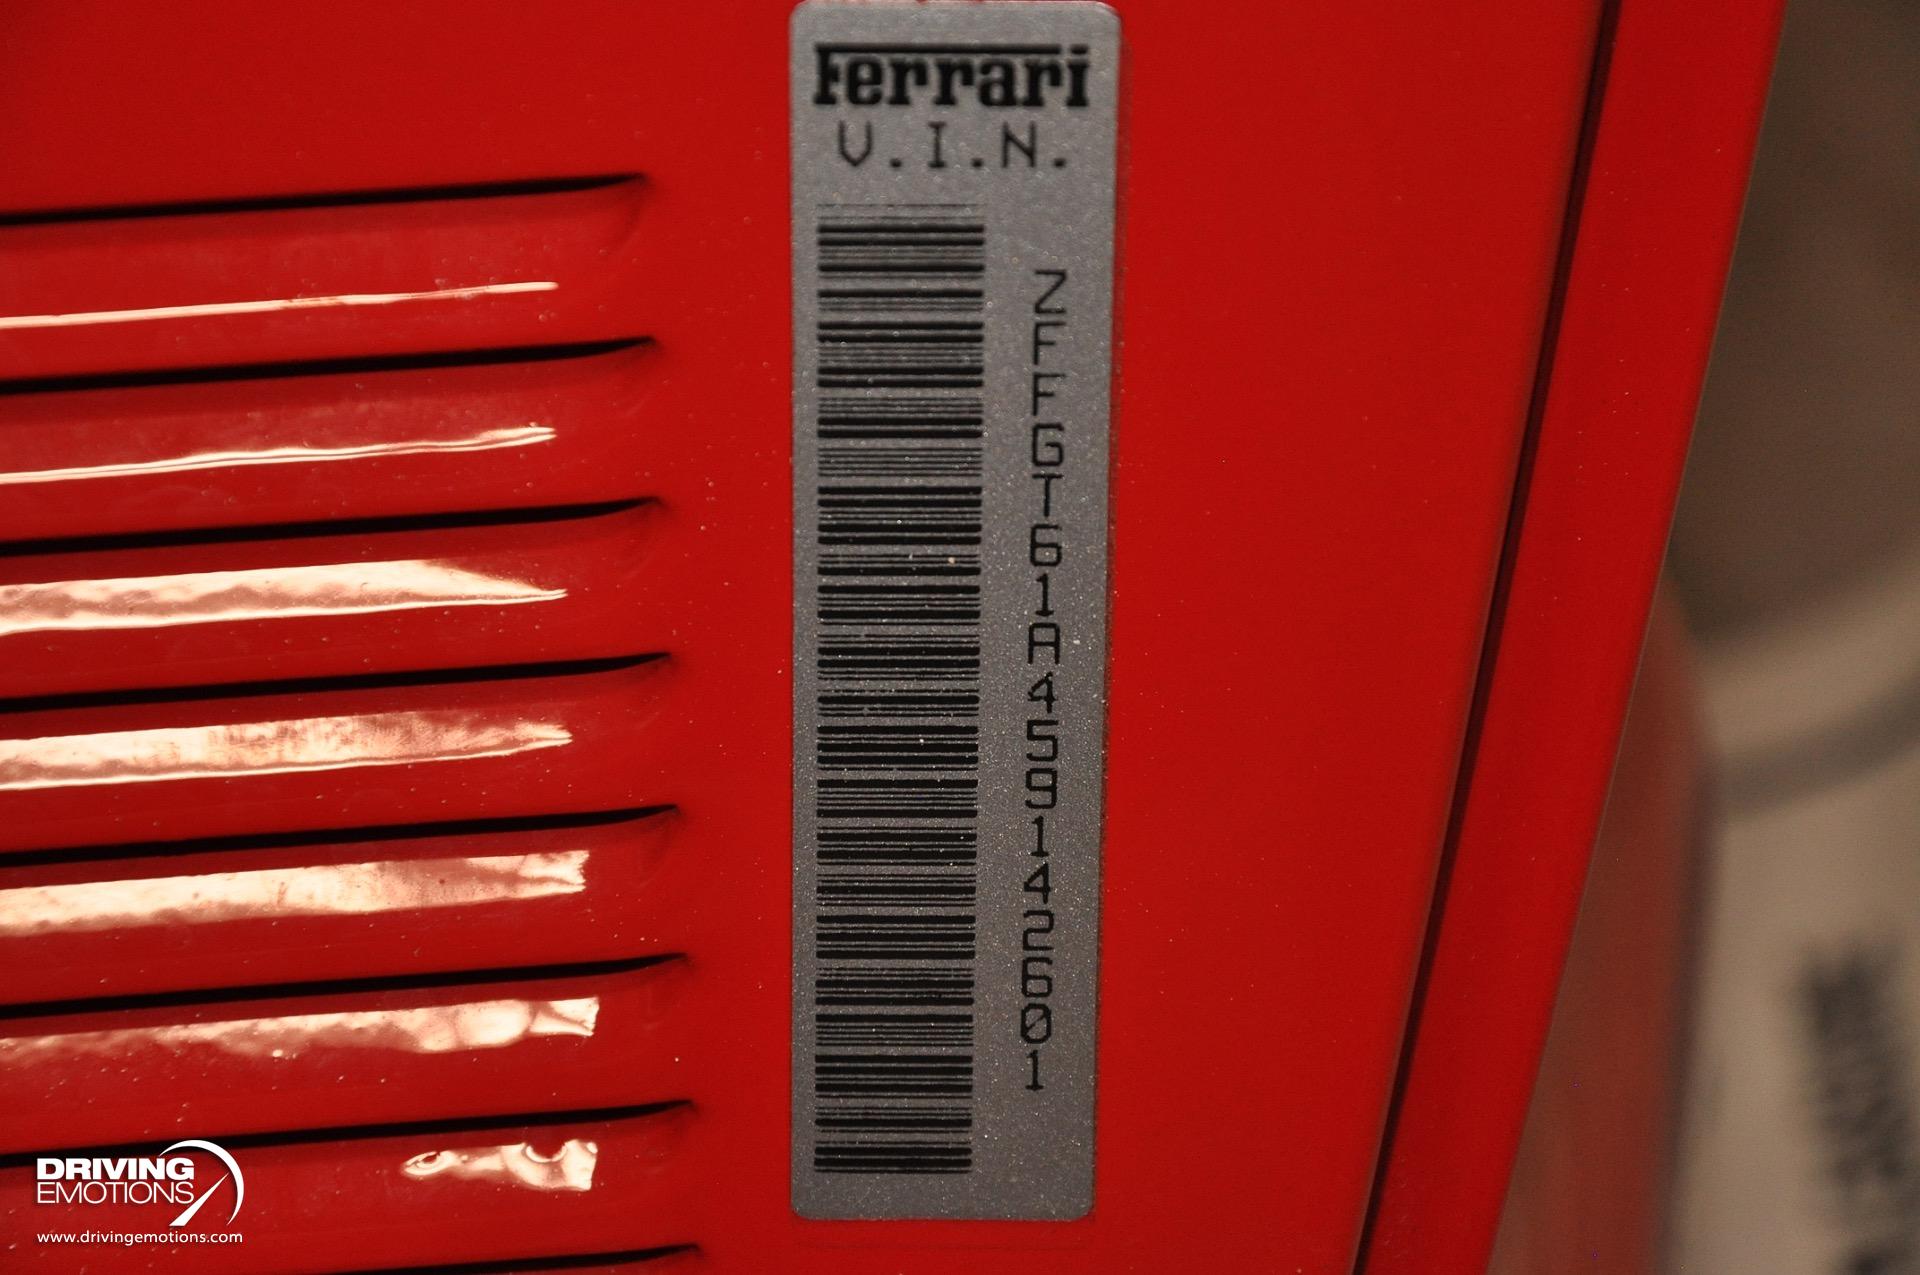 Ferrari
V.I.N.
ZFFGT61A459142601
DRIVING
EMOTIONS
www.drivingemotions.com